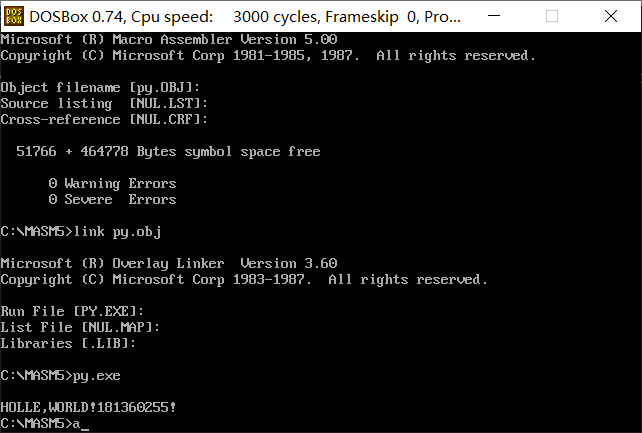 DOS BOX
DOSBox 0.74, Cpu speed: 3000 cycles, Frameskip 0, Pro...
Microsoft (R) Macro Assembler Version 5.00
Copyright (C) Microsoft Corp 1981-1985, 1987. All rights reserved.
Object filename [py.OBJ]:
Source listing [NUL.LST]:
Cross-reference [NUL.CRF]:
51766 + 464778 Bytes symbol space free
0 Warning Errors
0 Severe Errors
C:\MASM5>link py.obj
Microsoft (R) Overlay Linker Version 3.60
Copyright (C) Microsoft Corp 1983-1987. All rights reserved.
Run File [PY.EXE]:
List File [NUL.MAP]:
Libraries [.LIB]:
C:\MASM5>py.exe
HOLLE,WORLD!181360255!
C:\MASM5>a_